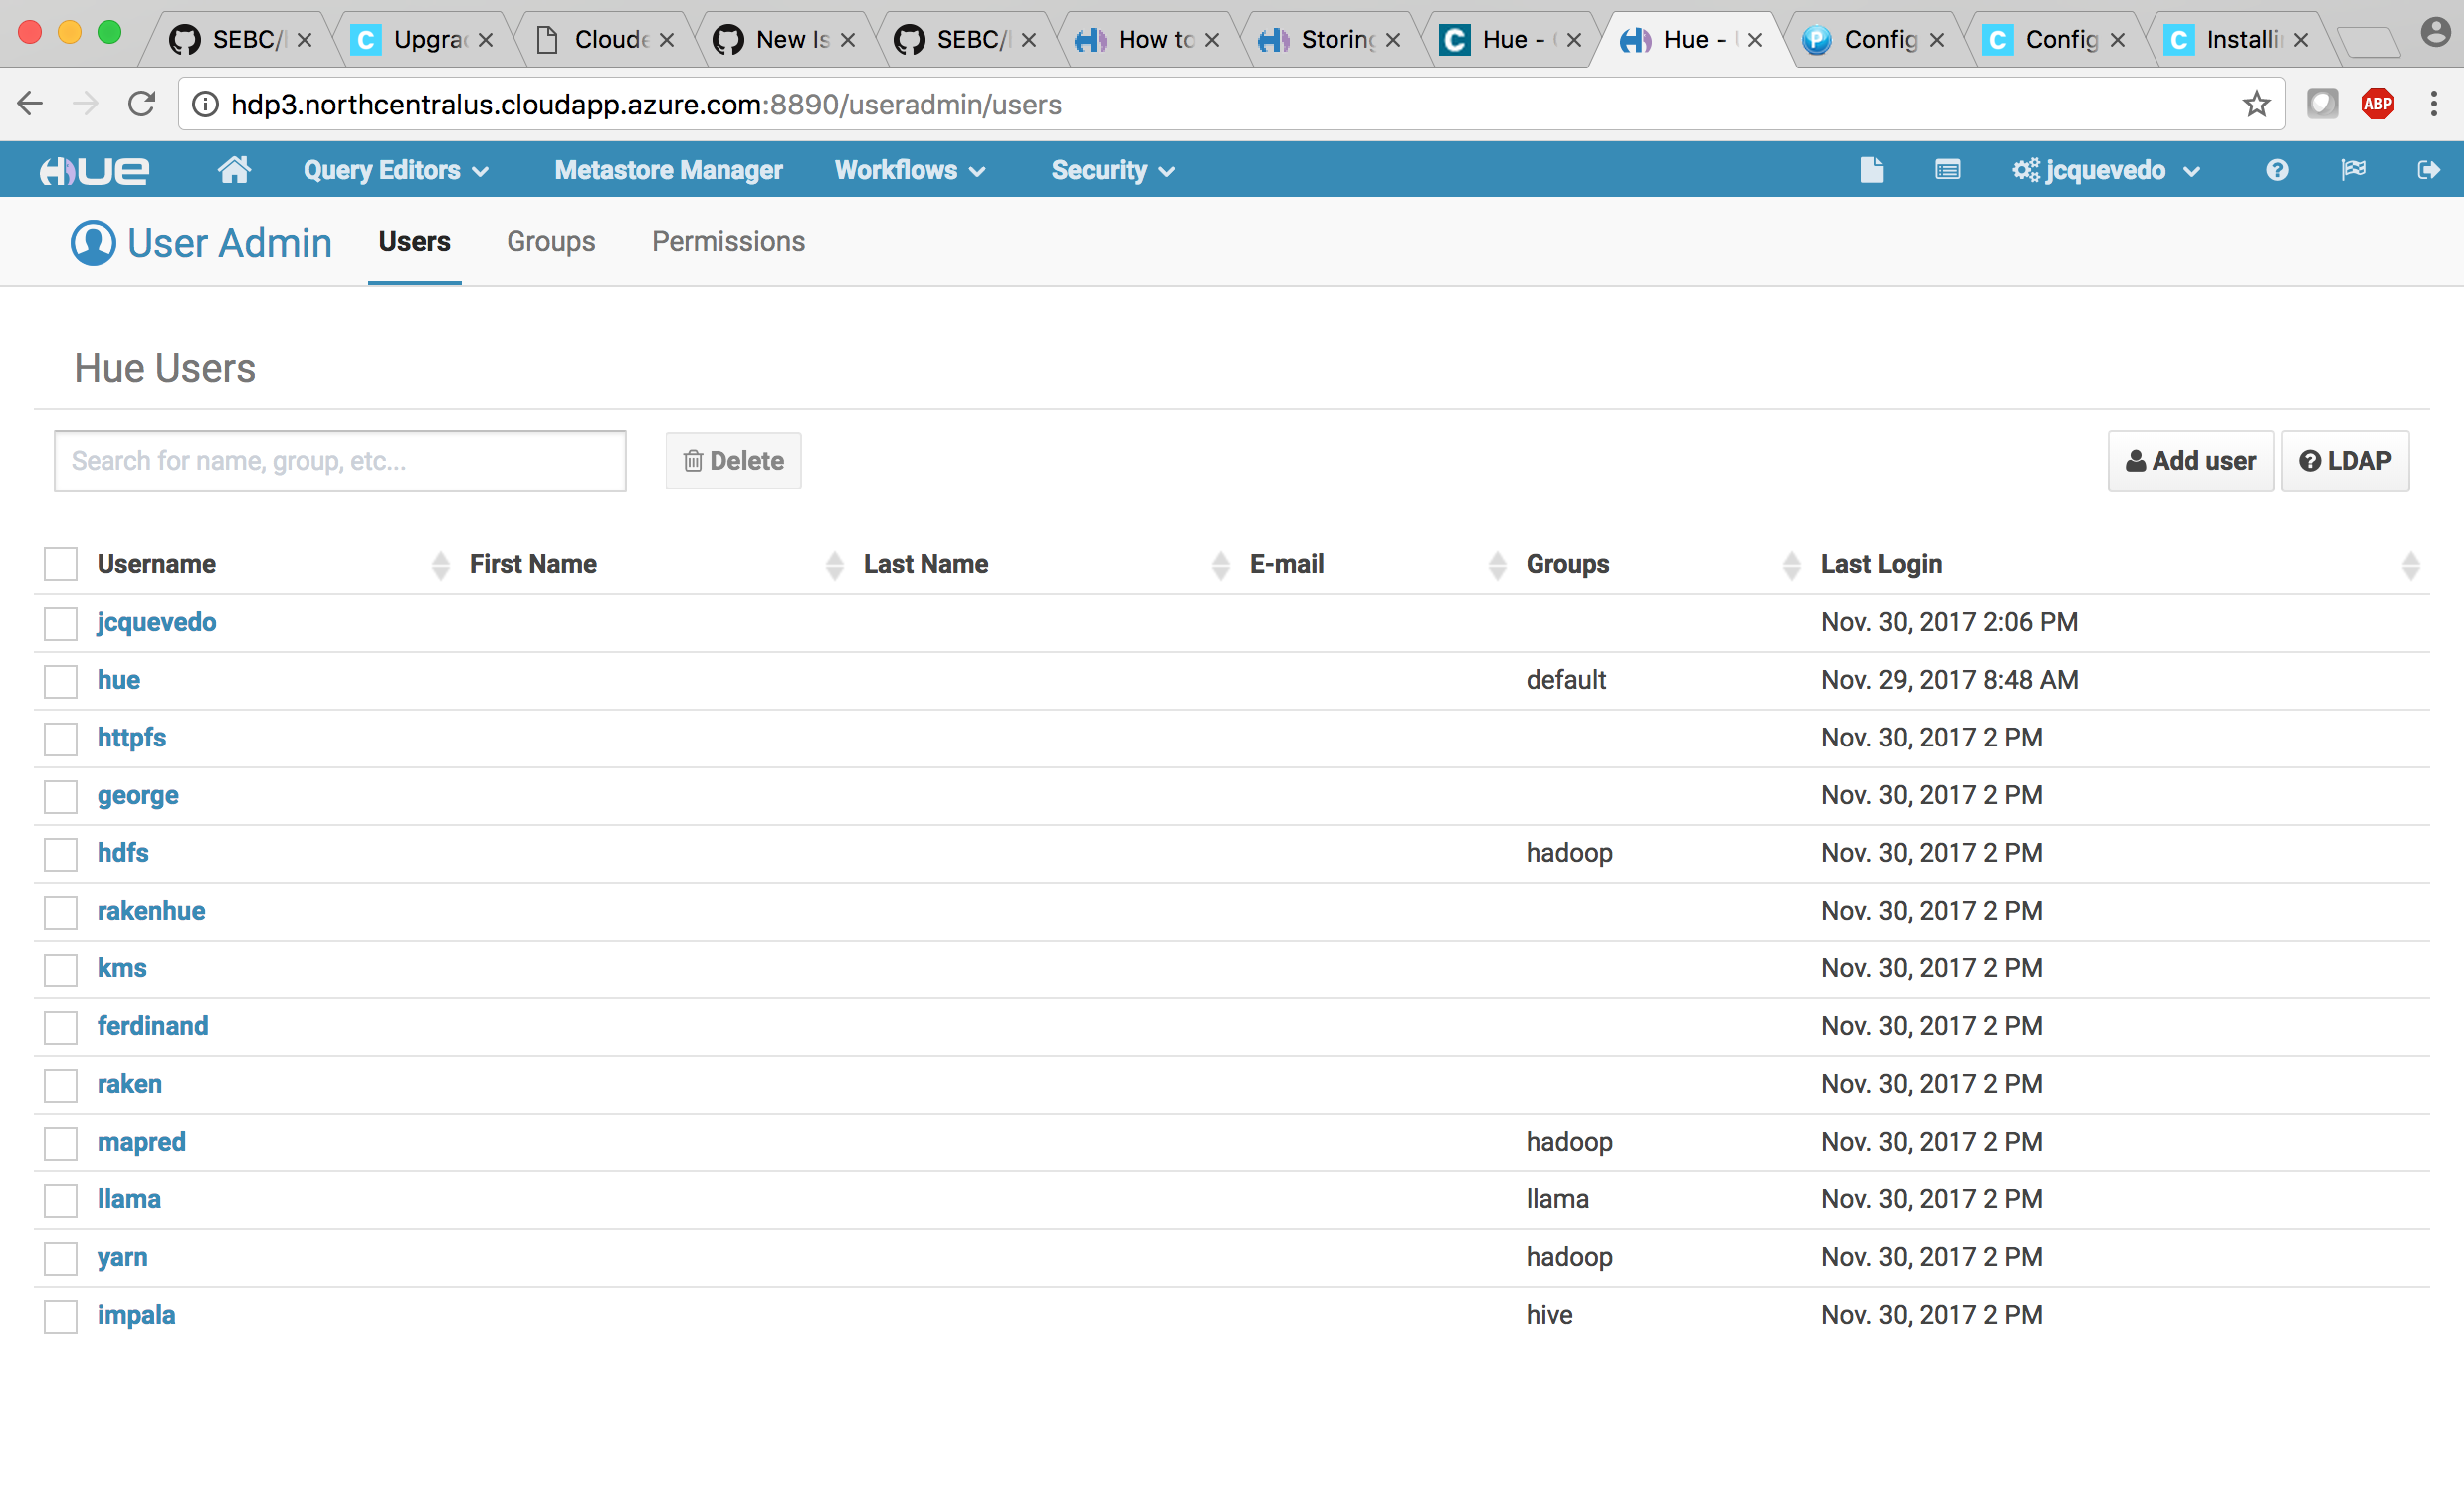 SEBC/ Upgra Cloude New Is SEBC/ How to Storing Hue - Hue - Config Config Installi
hdp3.northcentralus.cloudapp.azure.com:8890/useradmin/users ABP
HUE Query Editors Metastore Manager Workflows Security jcquevedo
User Admin Users Groups Permissions
Hue Users
Search for name, group, etc... Delete Add user LDAP
Username First Name Last Name E-mail Groups Last Login
jcquevedo Nov. 30, 2017 2:06 PM
hue default Nov. 29, 2017 8:48 AM
httpfs Nov. 30, 2017 2 PM
george Nov. 30, 2017 2 PM
hdfs hadoop Nov. 30, 2017 2 PM
rakenhue Nov. 30, 2017 2 PM
kms Nov. 30, 2017 2 PM
ferdinand Nov. 30, 2017 2 PM
raken Nov. 30, 2017 2 PM
mapred hadoop Nov. 30, 2017 2 PM
llama llama Nov. 30, 2017 2 PM
yarn hadoop Nov. 30, 2017 2 PM
impala hive Nov. 30, 2017 2 PM